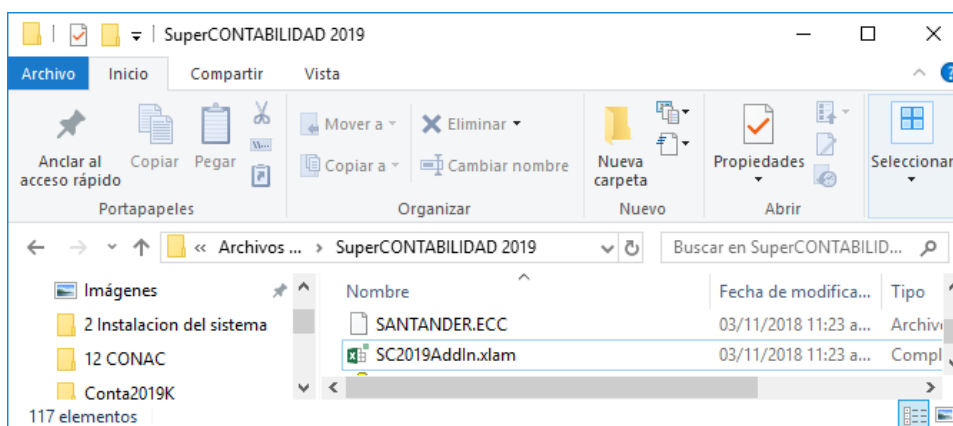 SuperCONTABILIDAD 2019
Archivo Inicio Compartir Vista
Anclar al acceso rápido
Copiar
Pegar
Mover a
Copiar a
Eliminar
Cambiar nombre
Nueva carpeta
Propiedades
Seleccionar
Portapapeles Organizar Nuevo Abrir
« Archivos ... › SuperCONTABILIDAD 2019 Buscar en SuperCONTABILID...
Imágenes
2 Instalacion del sistema
12 CONAC
Conta2019K
Nombre Fecha de modifica... Tipo
SANTANDER.ECC 03/11/2018 11:23 a... Archiv
SC2019AddIn.xlam 03/11/2018 11:23 a... Compl
117 elementos